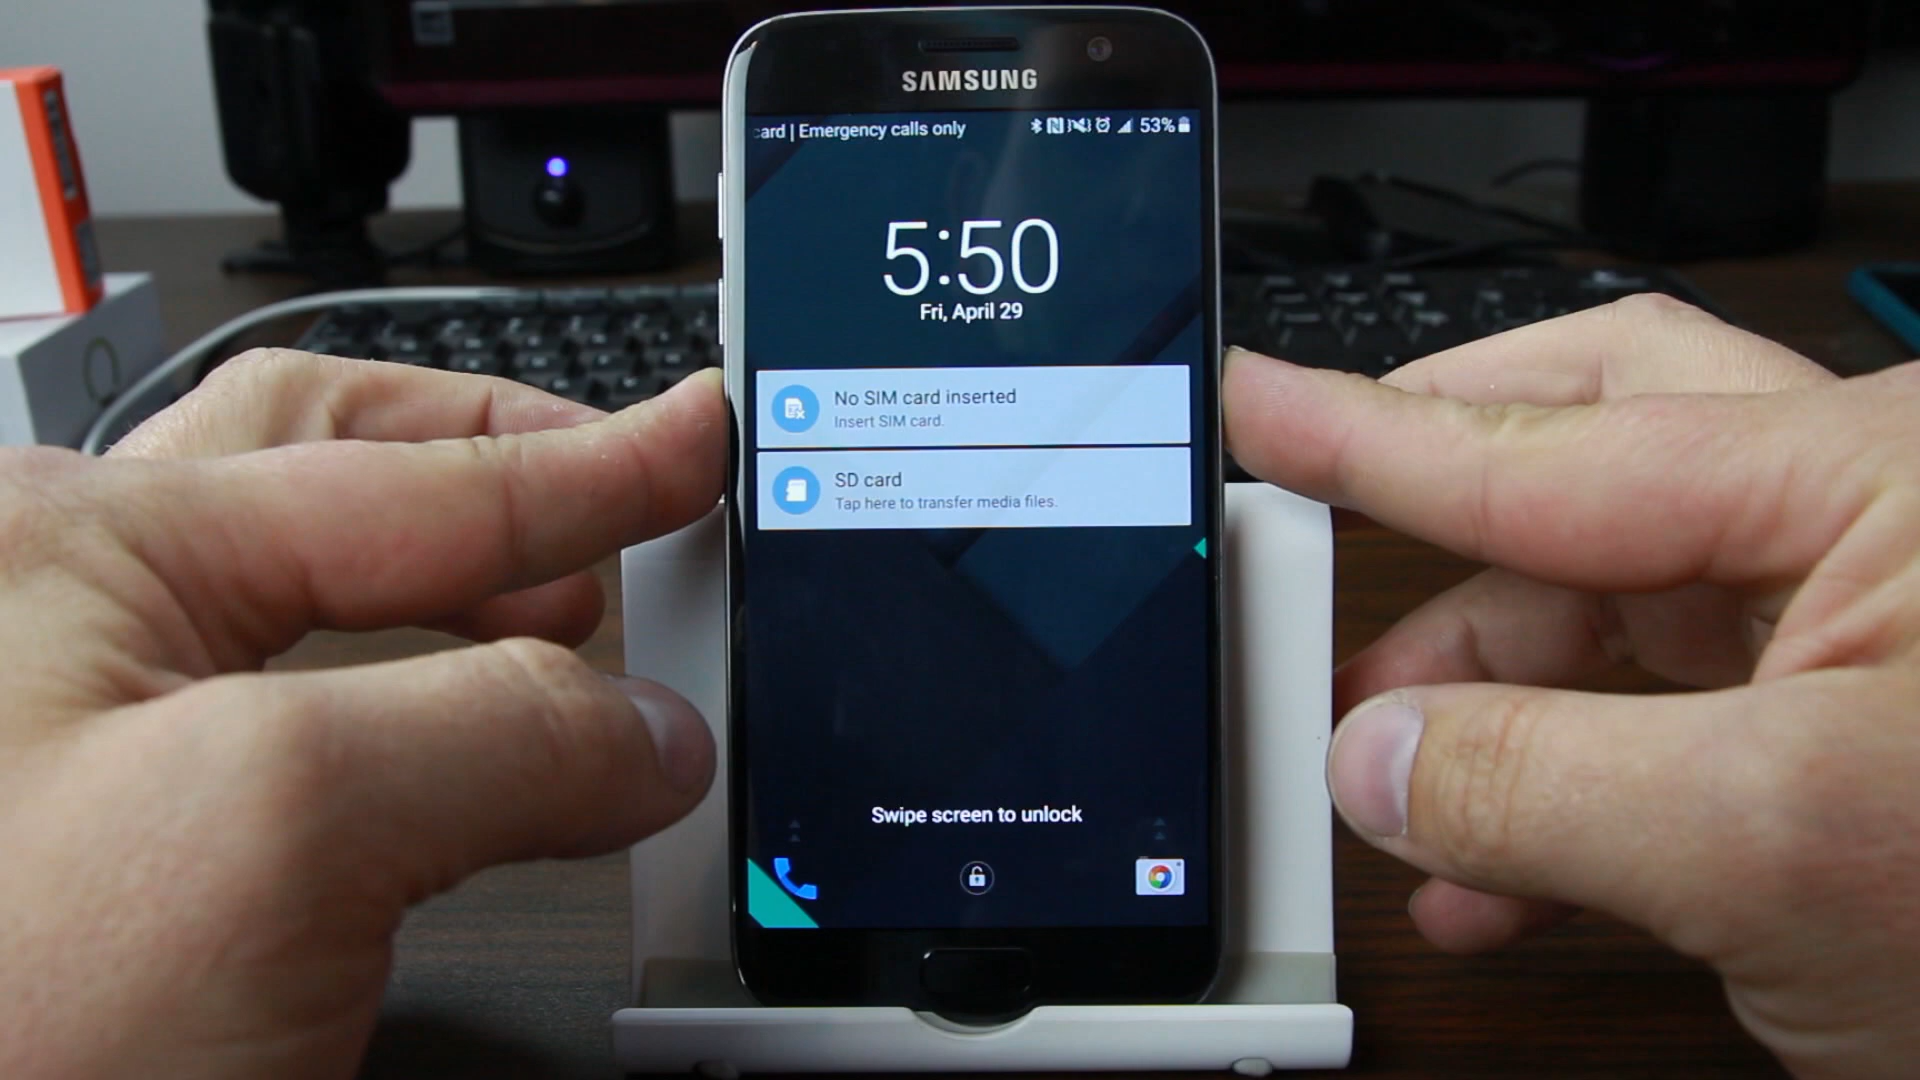 SAMSUNG
card | Emergency calls only
53%
5:50
Fri, April 29
No SIM card inserted
Insert SIM card.
SD card
Tap here to transfer media files.
Swipe screen to unlock